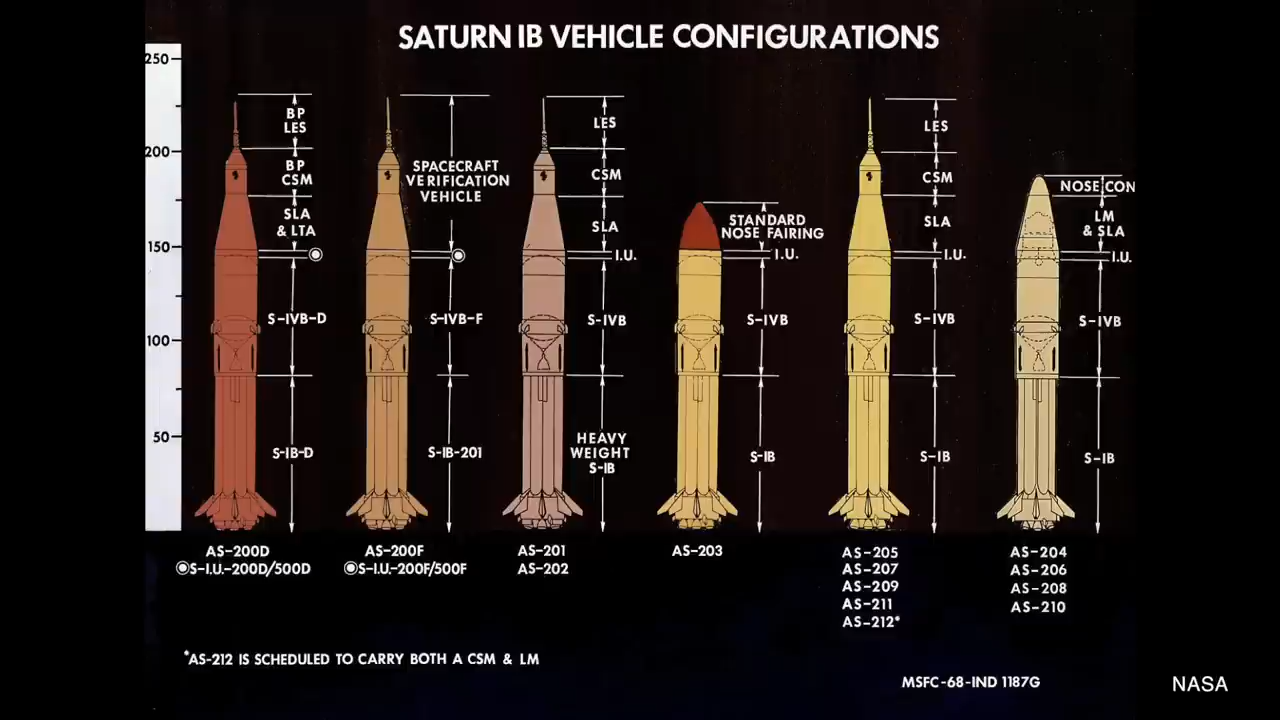 SATURN IB VEHICLE CONFIGURATIONS
250
200
150
100
50
BP
LES
BP
CSM
SLA
& LTA
S-IVB-D
S-IB-D
AS-200D
S-I.U.-200D/500D
SPACECRAFT
VERIFICATION
VEHICLE
S-IVB-F
S-IB-201
AS-200F
S-I.U.-200F/500F
LES
CSM
SLA
I.U.
S-IVB
HEAVY
WEIGHT
S-IB
AS-201
AS-202
STANDARD
NOSE FAIRING
I.U.
S-IVB
S-IB
AS-203
LES
CSM
SLA
I.U.
S-IVB
S-IB
AS-205
AS-207
AS-209
AS-211
AS-212*
NOSE CON
LM
& SLA
I.U.
S-IVB
S-IB
AS-204
AS-206
AS-208
AS-210
*AS-212 IS SCHEDULED TO CARRY BOTH A CSM & LM
MSFC-68-IND 1187G
NASA